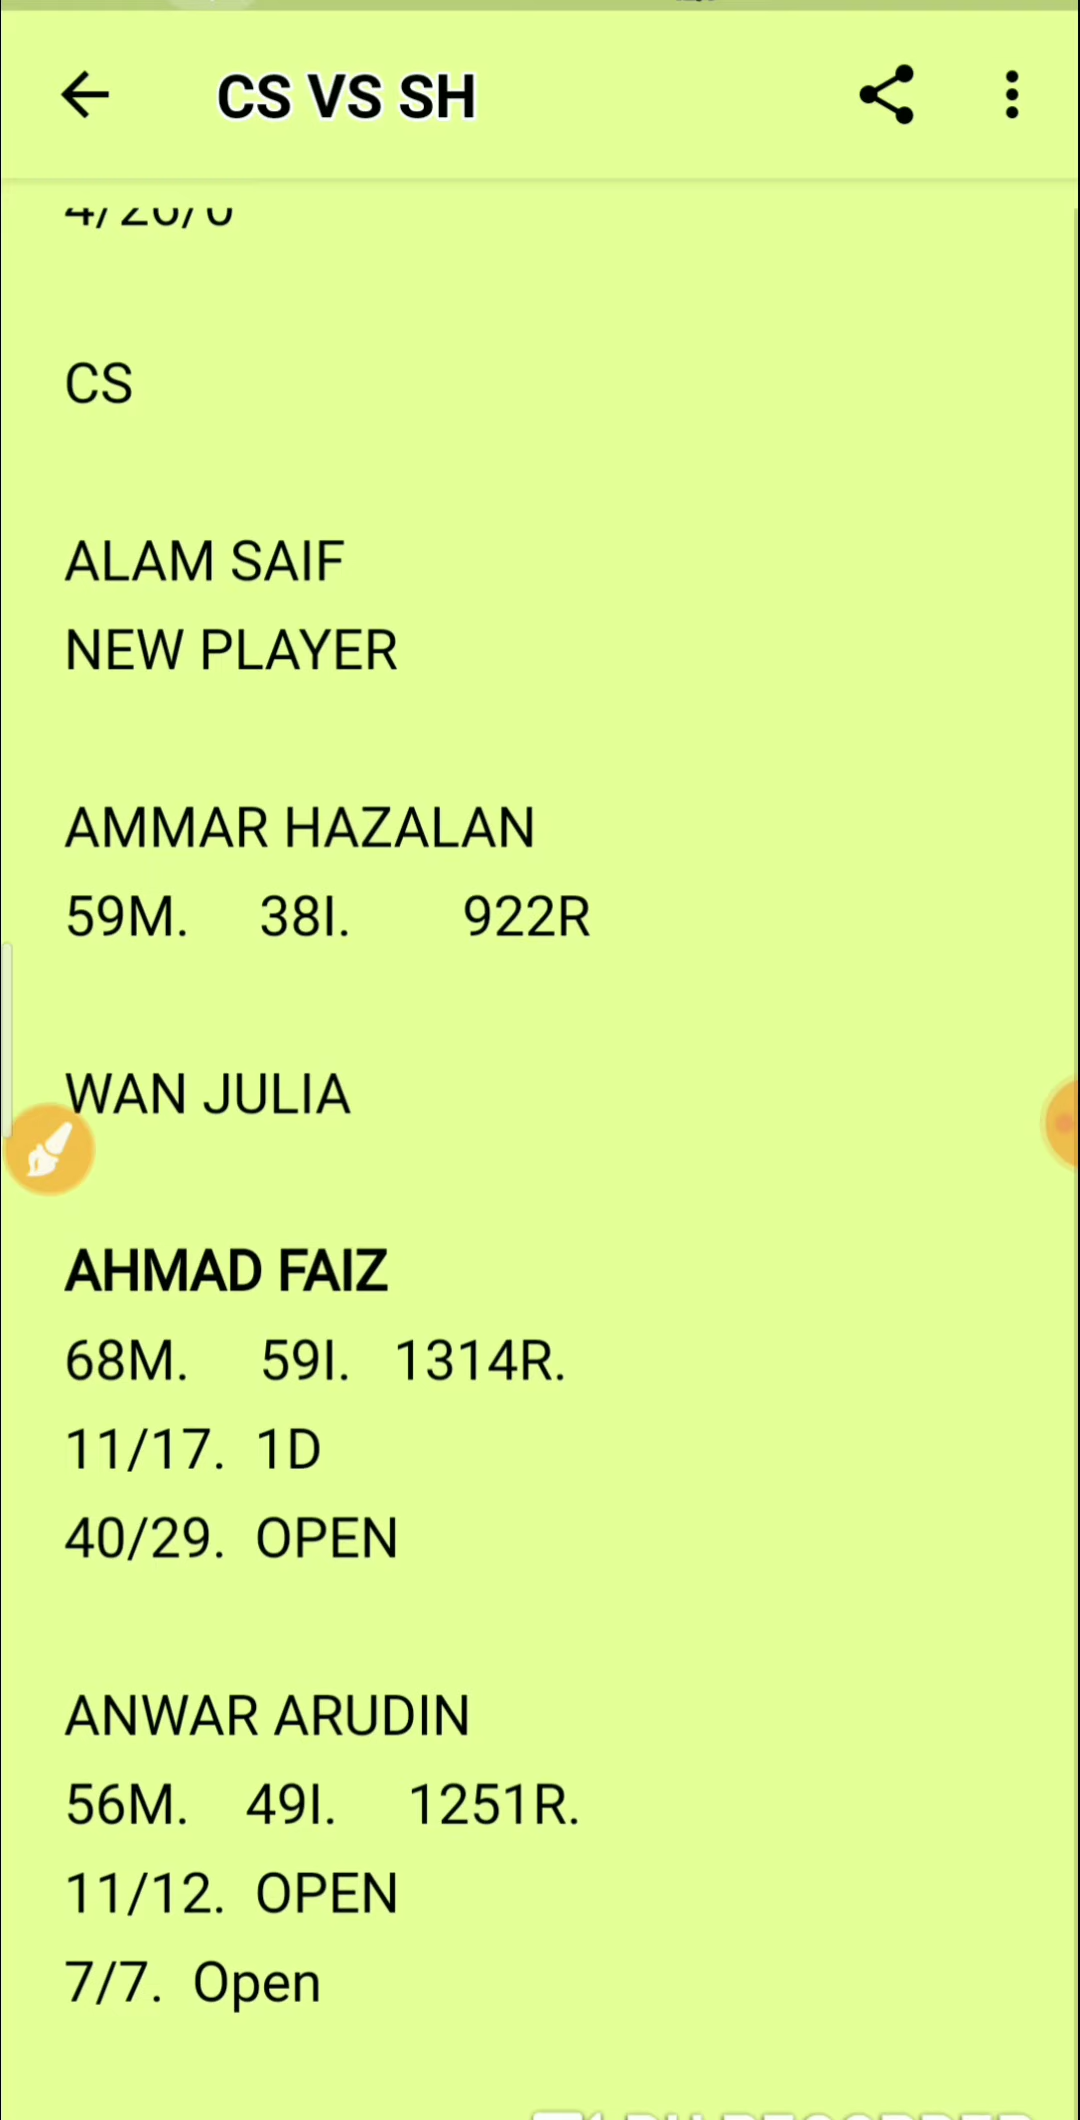 CS VS SH
CS
ALAM SAIF
NEW PLAYER
AMMAR HAZALAN
59M. 38I. 922R
WAN JULIA
AHMAD FAIZ
68M. 59I. 1314R.
11/17. 1D
40/29. OPEN
ANWAR ARUDIN
56M. 49I. 1251R.
11/12. OPEN
7/7. Open